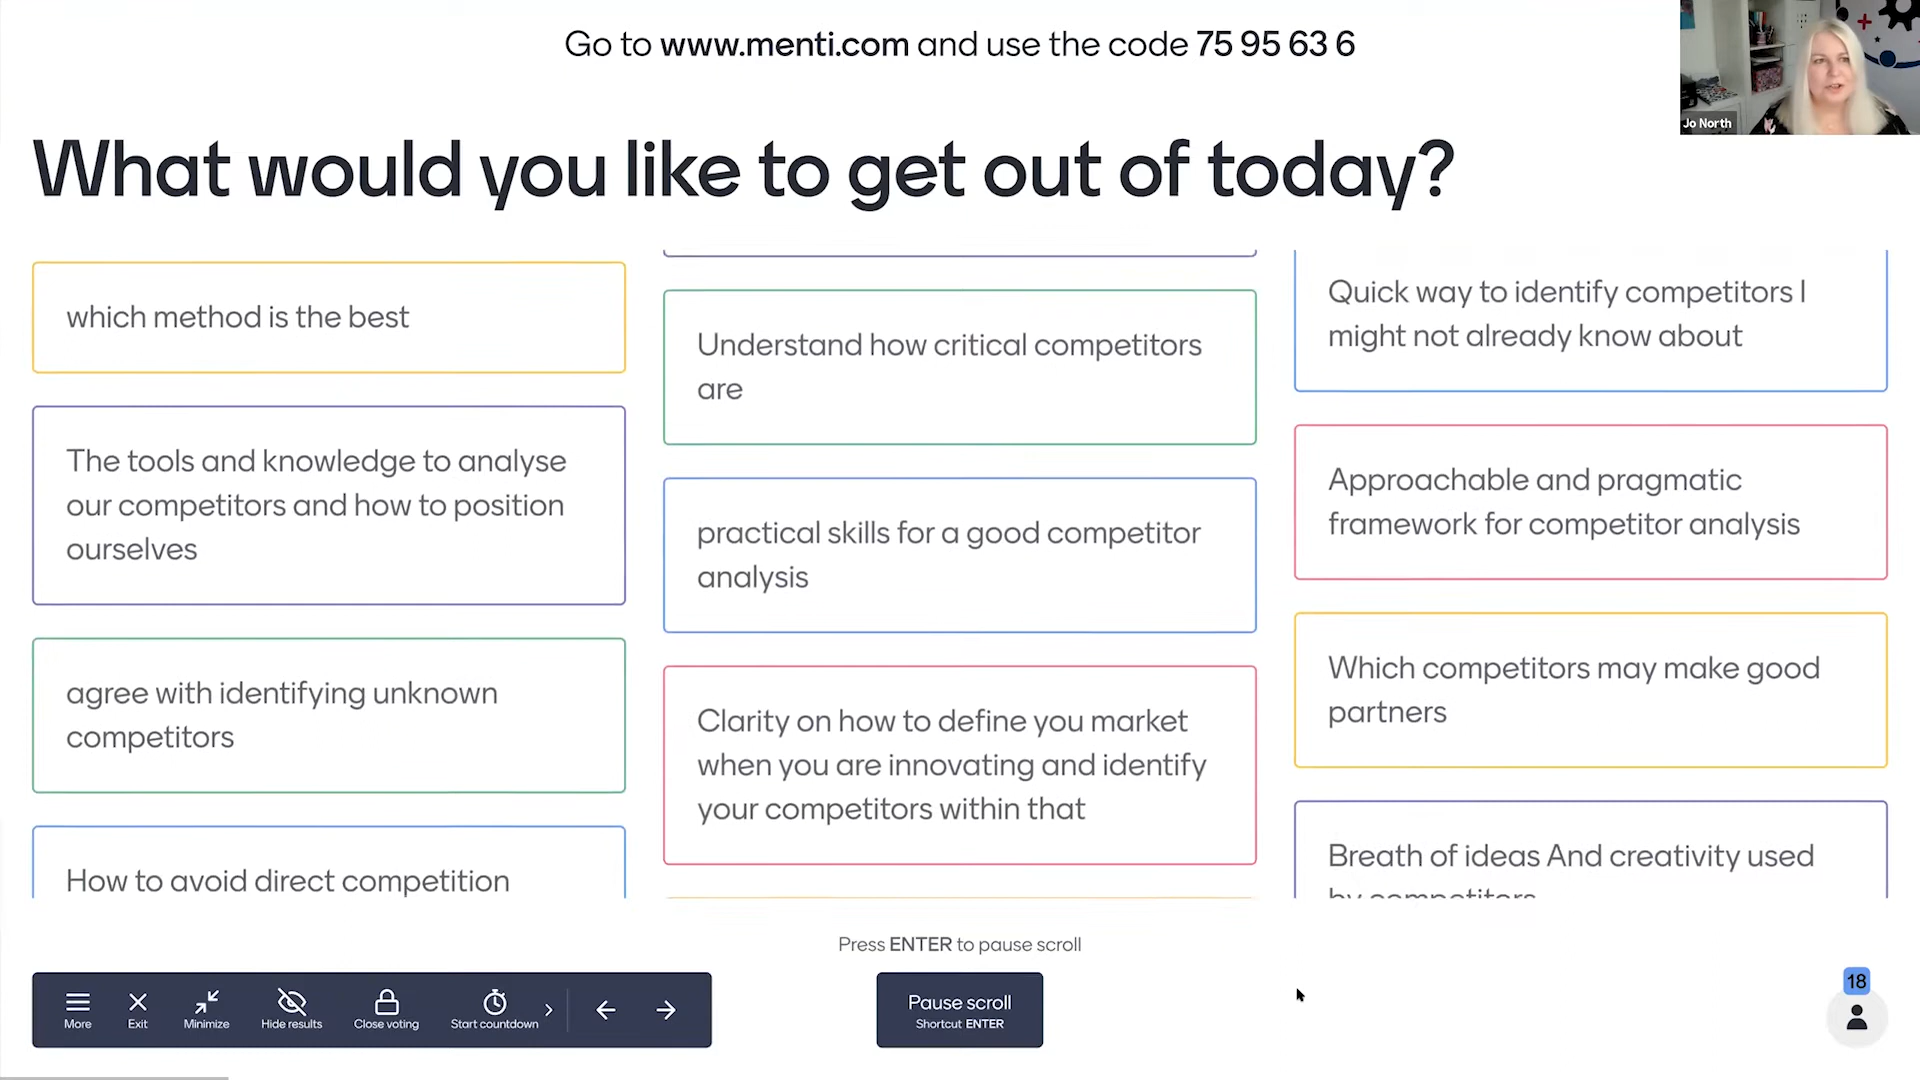 Go to www.menti.com and use the code 75 95 63 6
Jo North
What would you like to get out of today?
which method is the best
The tools and knowledge to analyse
our competitors and how to position
ourselves
agree with identifying unknown
competitors
How to avoid direct competition
Understand how critical competitors
are
practical skills for a good competitor
analysis
Clarity on how to define you market
when you are innovating and identify
your competitors within that
Quick way to identify competitors I
might not already know about
Approachable and pragmatic
framework for competitor analysis
Which competitors may make good
partners
Breath of ideas And creativity used
by competitors
Press ENTER to pause scroll
More
Exit
Minimize
Hide results
Close voting
Start countdown
Pause scroll
Shortcut ENTER
18